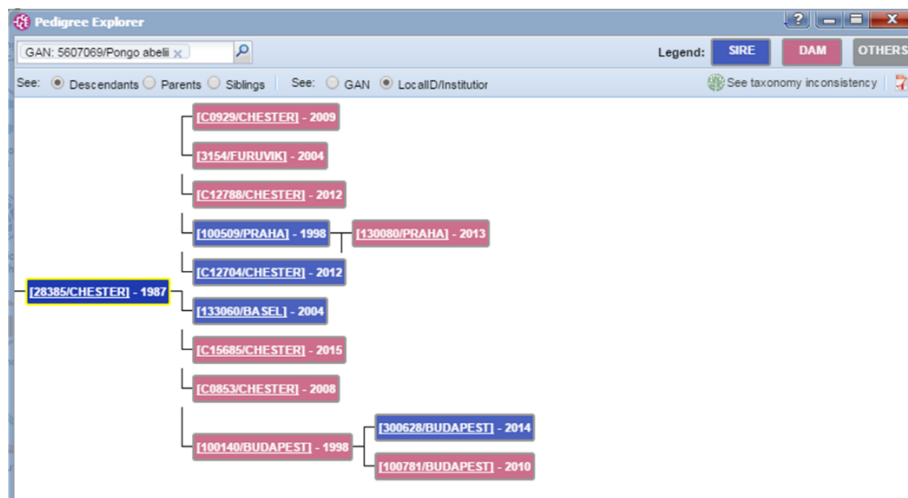 Pedigree Explorer
GAN: 5607069/Pongo abelii
Legend: SIRE DAM OTHERS
See: Descendants Parents Siblings See: GAN LocalID/Institutior See taxonomy inconsistency
[C0929/CHESTER] - 2009
[3154/FURUVIK] - 2004
[C12788/CHESTER] - 2012
[100509/PRAHA] - 1998 [130080/PRAHA] - 2013
[C12704/CHESTER] - 2012
[28385/CHESTER] - 1987
[133060/BASEL] - 2004
[C15685/CHESTER] - 2015
[C0853/CHESTER] - 2008
[300628/BUDAPEST] - 2014
[100140/BUDAPEST] - 1998
[100781/BUDAPEST] - 2010